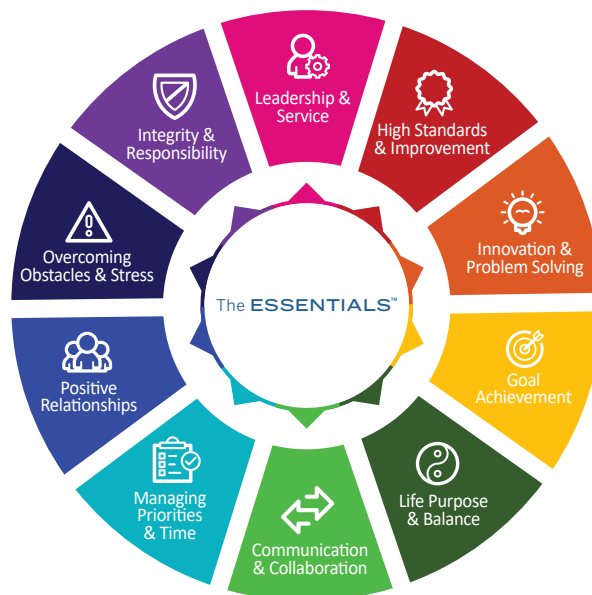 Leadership &
Service
High Standards
& Improvement
Innovation &
Problem Solving
Goal
Achievement
Life Purpose
& Balance
Communication
& Collaboration
Managing
Priorities
& Time
Positive
Relationships
Overcoming
Obstacles & Stress
Integrity &
Responsibility
The ESSENTIALS™